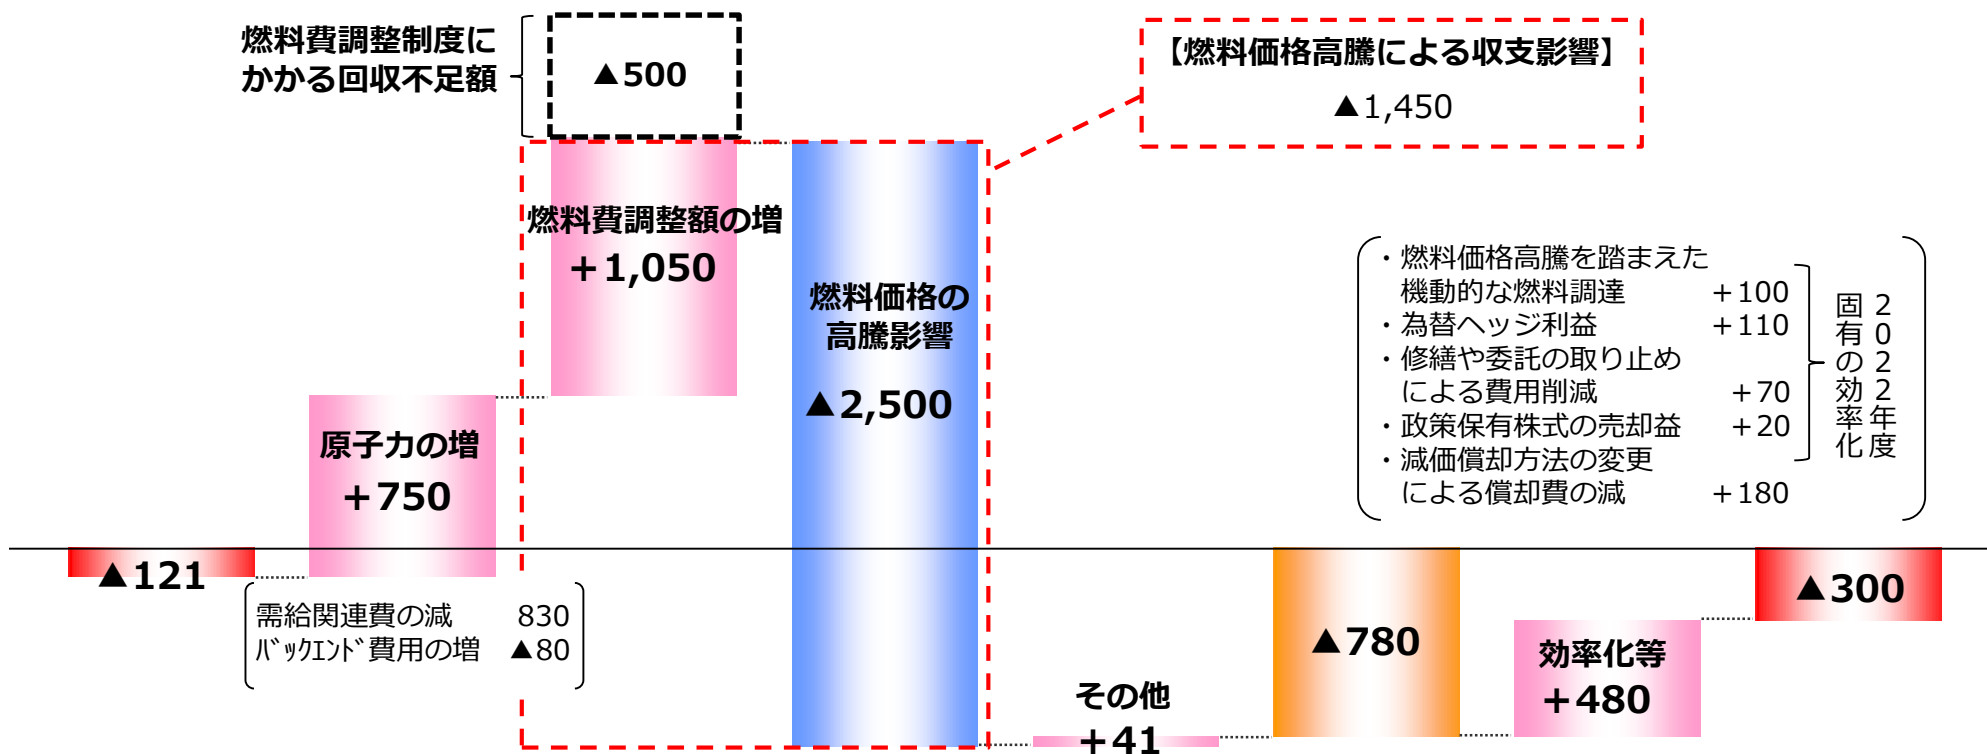 燃料費調整制度に
かかる回収不足額
▲500
【燃料価格高騰による収支影響】
▲1,450
燃料費調整額の増
+1,050
燃料価格の
高騰影響
▲2,500
原子力の増
+750
▲121
需給関連費の減 830
ﾊﾞｯｸｴﾝﾄﾞ費用の増 ▲80
・燃料価格高騰を踏まえた
機動的な燃料調達 +100
・為替ヘッジ利益 +110
・修繕や委託の取り止め
による費用削減 +70
・政策保有株式の売却益 +20
・減価償却方法の変更
による償却費の減 +180
2022年度
固有の効率化
その他
+41
▲780
効率化等
+480
▲300